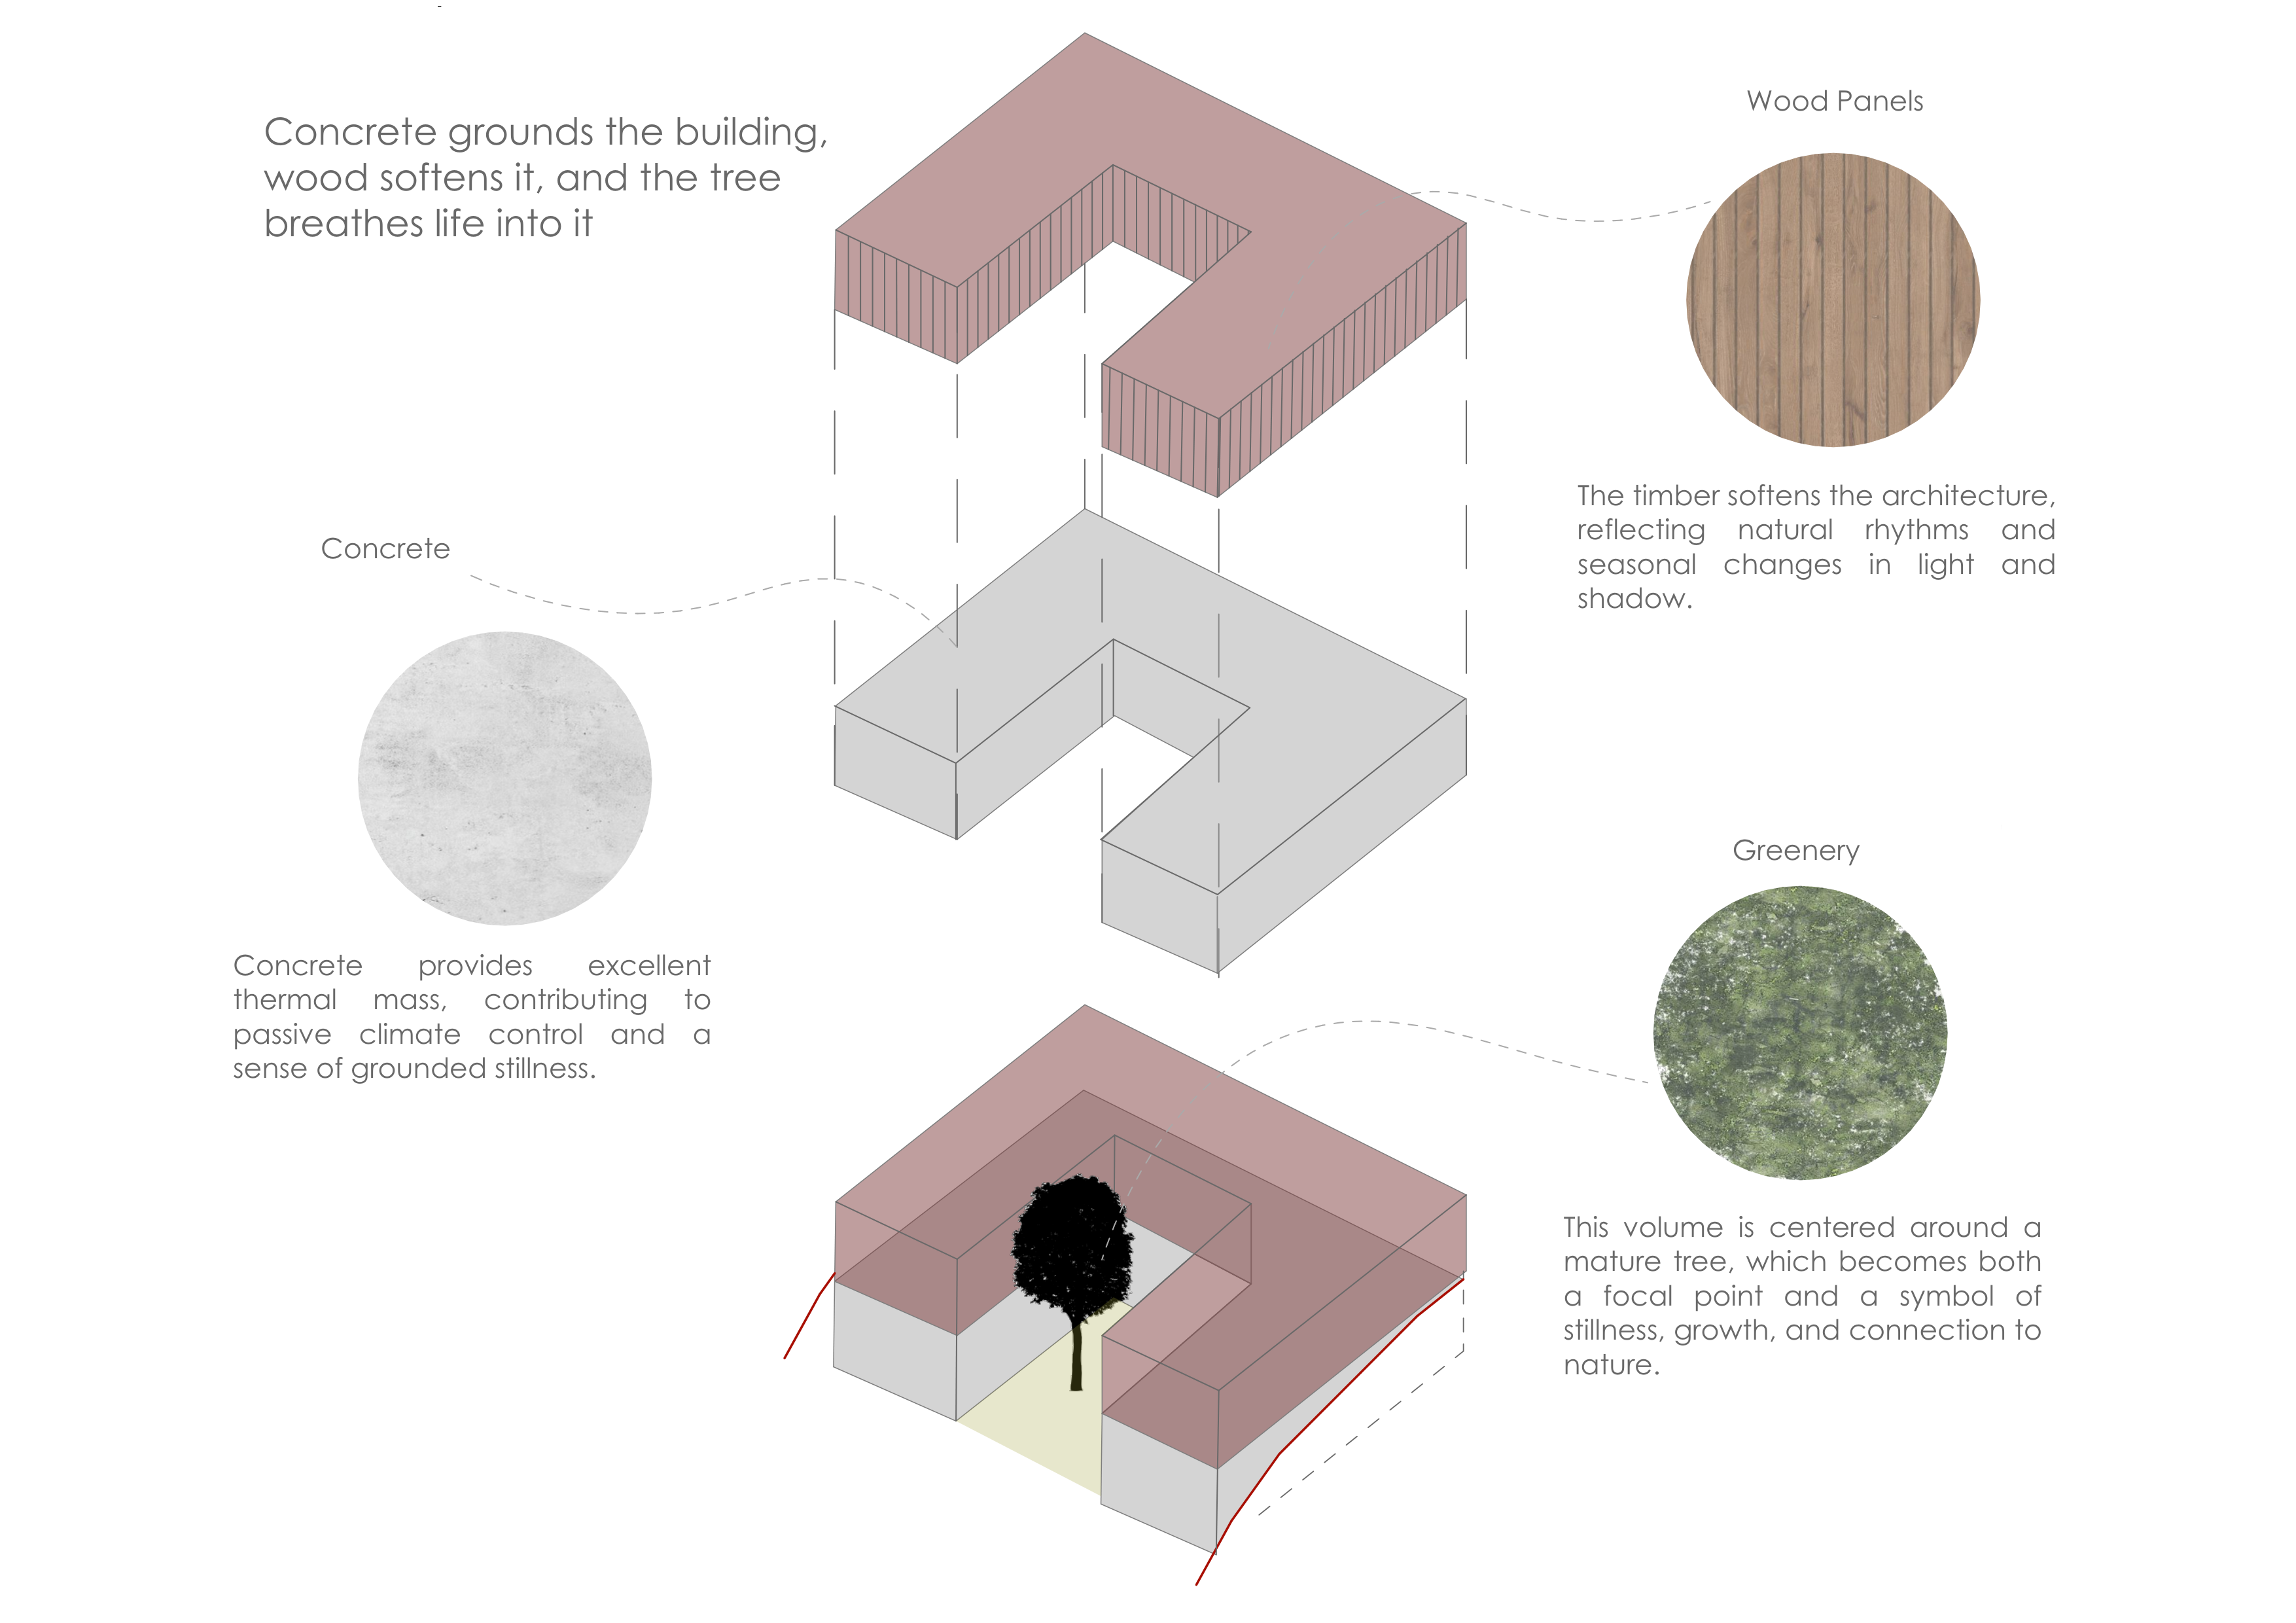 Concrete grounds the building,
wood softens it, and the tree
breathes life into it
Wood Panels
The timber softens the architecture,
reflecting natural rhythms and
seasonal changes in light and
shadow.
Concrete
Concrete provides excellent
thermal mass, contributing to
passive climate control and a
sense of grounded stillness.
Greenery
This volume is centered around a
mature tree, which becomes both
a focal point and a symbol of
stillness, growth, and connection to
nature.